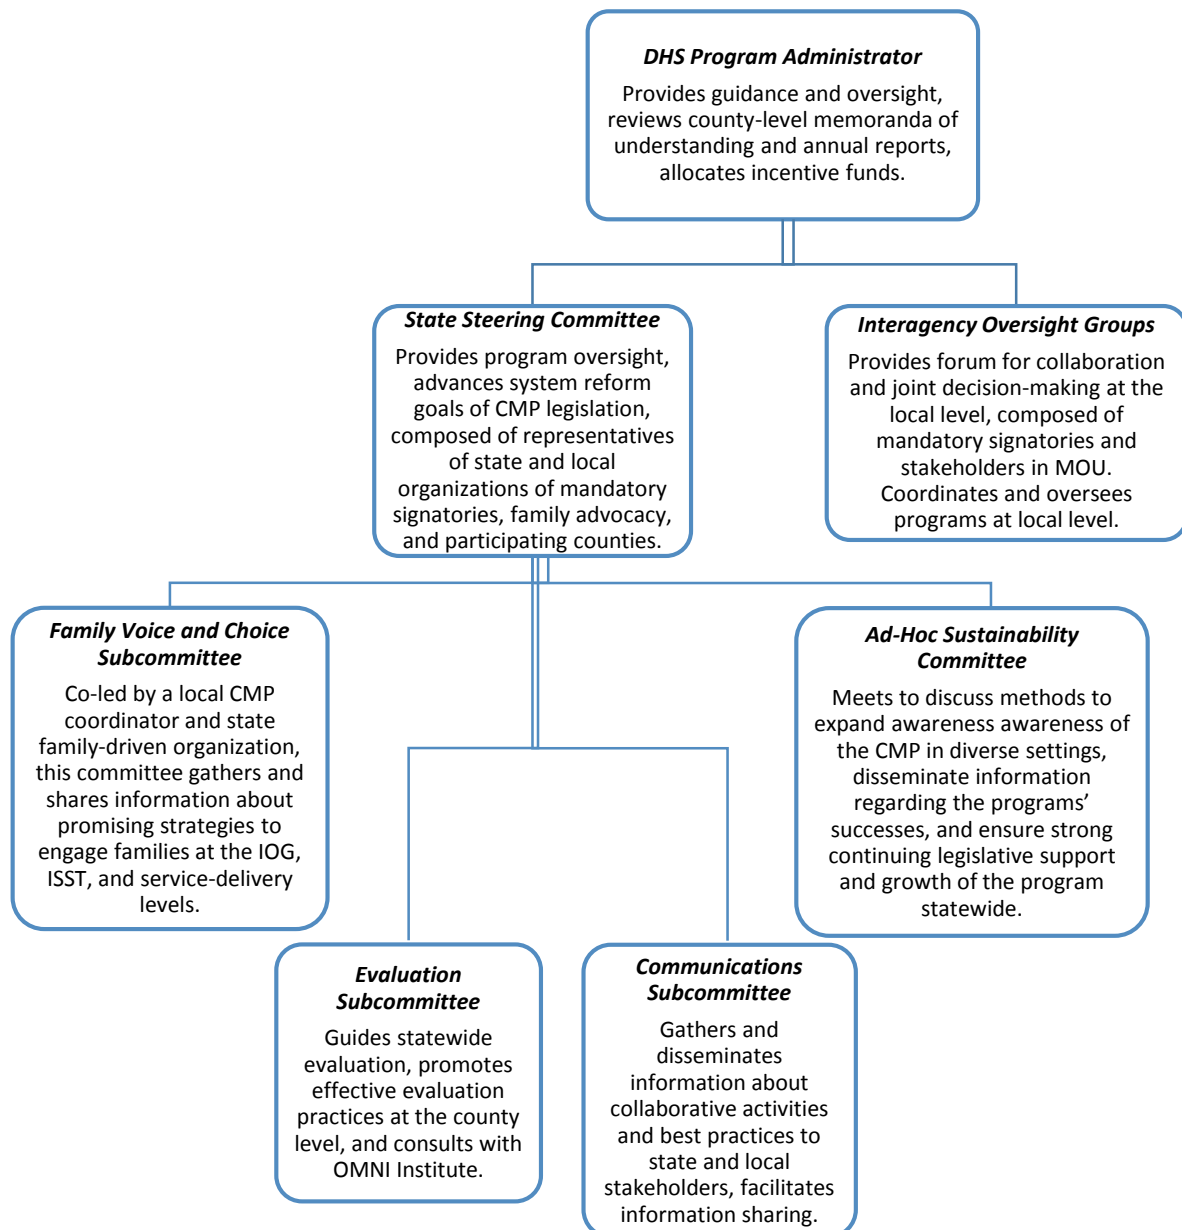 DHS Program Administrator
Provides guidance and oversight,
reviews county-level memoranda of
understanding and annual reports,
allocates incentive funds.
State Steering Committee
Provides program oversight,
advances system reform
goals of CMP legislation,
composed of representatives
of state and local
organizations of mandatory
signatories, family advocacy,
and participating counties.
Interagency Oversight Groups
Provides forum for collaboration
and joint decision-making at the
local level, composed of
mandatory signatories and
stakeholders in MOU.
Coordinates and oversees
programs at local level.
Family Voice and Choice
Subcommittee
Co-led by a local CMP
coordinator and state
family-driven organization,
this committee gathers and
shares information about
promising strategies to
engage families at the IOG,
ISST, and service-delivery
levels.
Ad-Hoc Sustainability
Committee
Meets to discuss methods to
expand awareness awareness of
the CMP in diverse settings,
disseminate information
regarding the programs’
successes, and ensure strong
continuing legislative support
and growth of the program
statewide.
Evaluation
Subcommittee
Guides statewide
evaluation, promotes
effective evaluation
practices at the county
level, and consults with
OMNI Institute.
Communications
Subcommittee
Gathers and
disseminates
information about
collaborative activities
and best practices to
state and local
stakeholders, facilitates
information sharing.